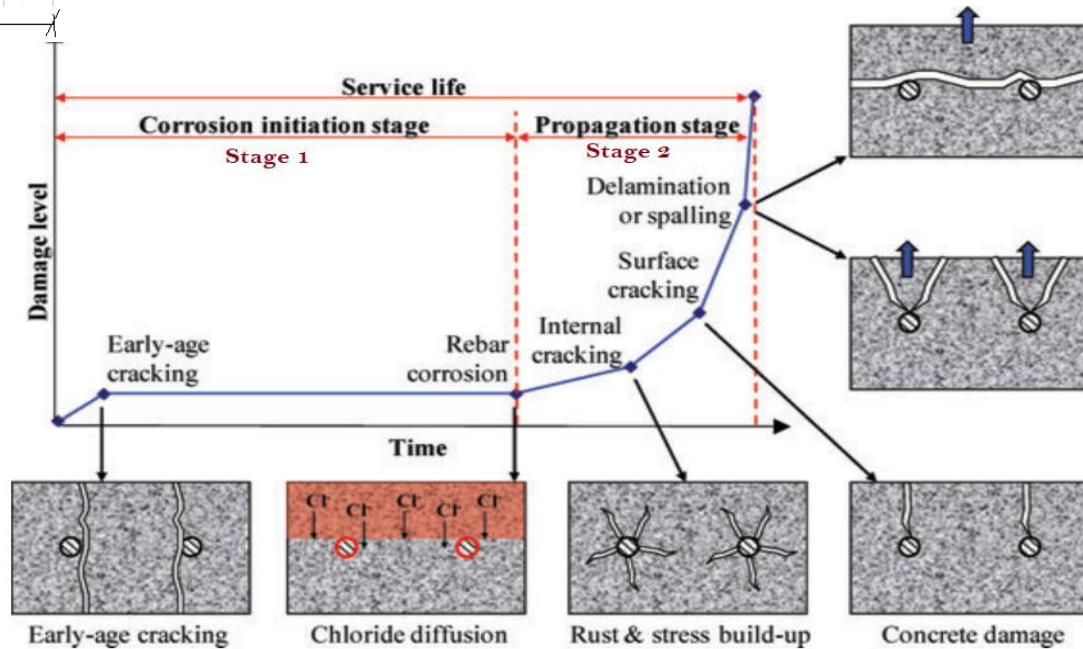 Service life
Corrosion initiation stage
Propagation stage
Stage 1
Stage 2
Damage level
Delamination
or spalling
Surface
cracking
Internal
cracking
Early-age
cracking
Rebar
corrosion
Time
Cl-
Cl-
Cl-
Cl-
Cl-
Early-age cracking
Chloride diffusion
Rust & stress build-up
Concrete damage